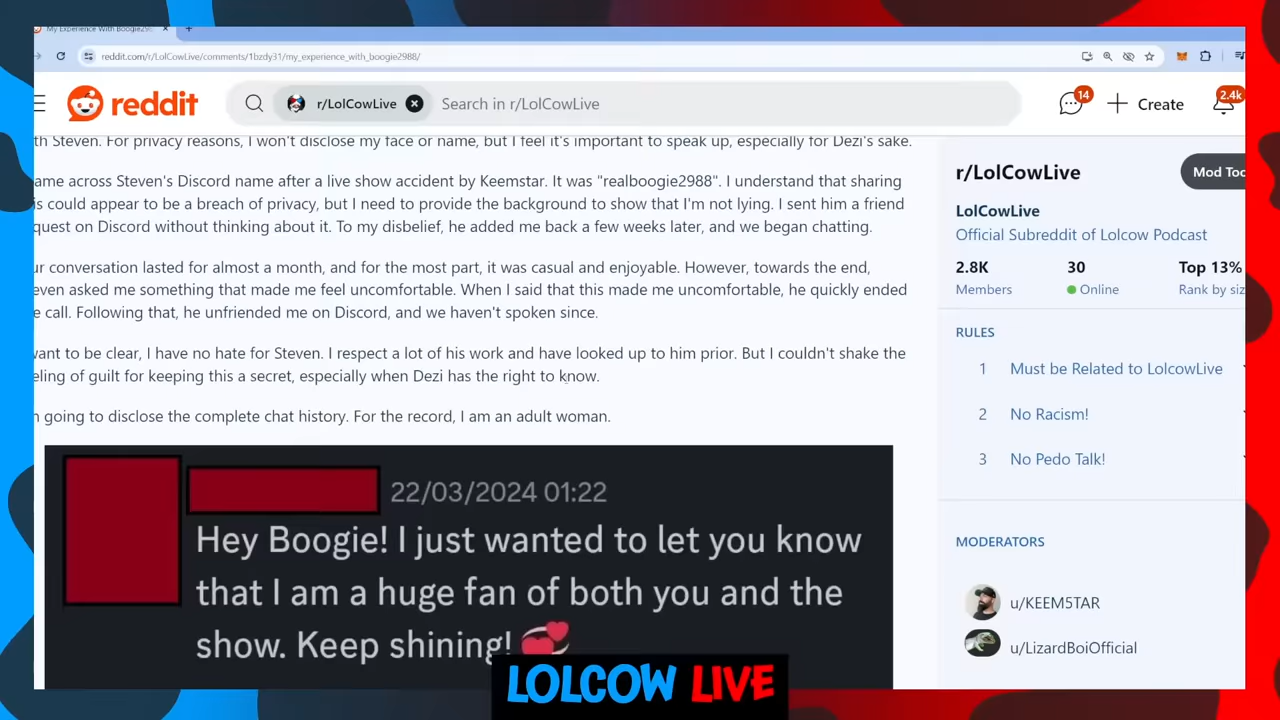 My Experience With Boogie298
reddit.com/r/LolCowLive/comments/1bzdy31/my_experience_with_boogie2988/
reddit
r/LolCowLive
Search in r/LolCowLive
14
Create
2.4k
th Steven. For privacy reasons, I won't disclose my face or name, but I feel it's important to speak up, especially for Dezi's sake.
ame across Steven's Discord name after a live show accident by Keemstar. It was "realboogie2988". I understand that sharing
is could appear to be a breach of privacy, but I need to provide the background to show that I'm not lying. I sent him a friend
quest on Discord without thinking about it. To my disbelief, he added me back a few weeks later, and we began chatting.
ur conversation lasted for almost a month, and for the most part, it was casual and enjoyable. However, towards the end,
even asked me something that made me feel uncomfortable. When I said that this made me uncomfortable, he quickly ended
e call. Following that, he unfriended me on Discord, and we haven't spoken since.
want to be clear, I have no hate for Steven. I respect a lot of his work and have looked up to him prior. But I couldn't shake the
eling of guilt for keeping this a secret, especially when Dezi has the right to know.
n going to disclose the complete chat history. For the record, I am an adult woman.
22/03/2024 01:22
Hey Boogie! I just wanted to let you know
that I am a huge fan of both you and the
show. Keep shining! 💞
r/LolCowLive
Mod Too
LolCowLive
Official Subreddit of Lolcow Podcast
2.8K
30
Top 13%
Members
Online
Rank by siz
RULES
1 Must be Related to LolcowLive
2 No Racism!
3 No Pedo Talk!
MODERATORS
u/KEEM5TAR
u/LizardBoiOfficial
LOLCOW LIVE